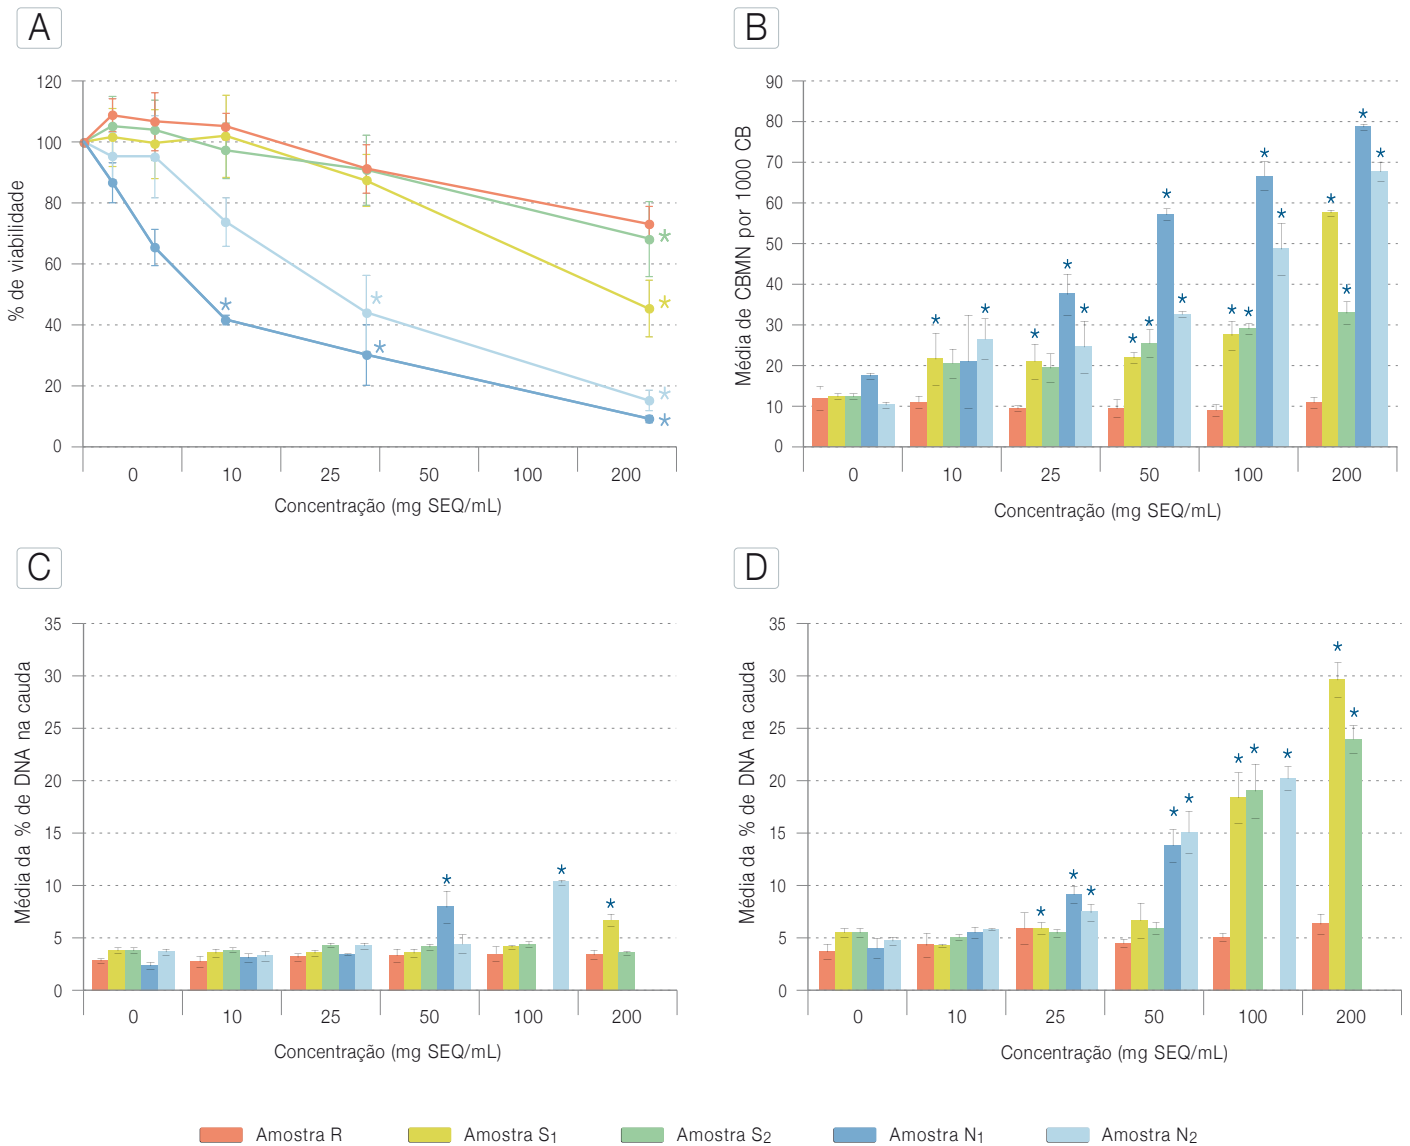 A
120
100
80
60
40
20
0
% de viabilidade
*
*
*
*
*
*
*
*
0 10 25 50 100 200
Concentração (mg SEQ/mL)
B
90
80
70
60
50
40
30
20
10
0
Média de CBMN por 1000 CB
* * * * * * * * * * * * * * * * * * *
0 10 25 50 100 200
Concentração (mg SEQ/mL)
C
35
30
25
20
15
10
5
0
Média da % de DNA na cauda
* * *
0 10 25 50 100 200
Concentração (mg SEQ/mL)
D
35
30
25
20
15
10
5
0
Média da % de DNA na cauda
* * * * * * * * * *
0 10 25 50 100 200
Concentração (mg SEQ/mL)
Amostra R Amostra S1 Amostra S2 Amostra N1 Amostra N2